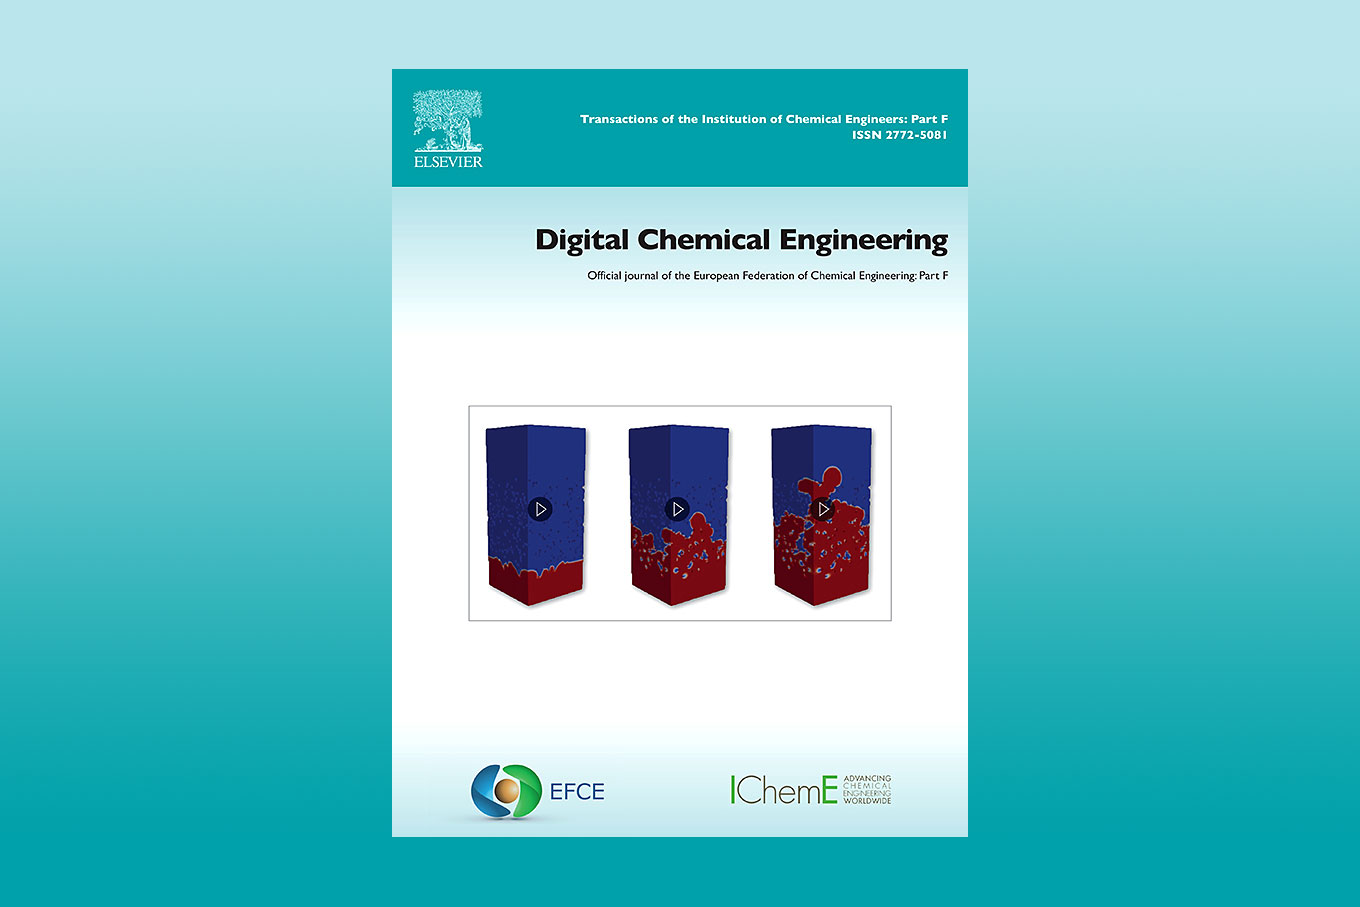 Transactions of the Institution of Chemical Engineers: Part F
ISSN 2772-5081
ELSEVIER
Digital Chemical Engineering
Official journal of the European Federation of Chemical Engineering: Part F
EFCE
IChemE
ADVANCING
CHEMICAL
ENGINEERING
WORLDWIDE